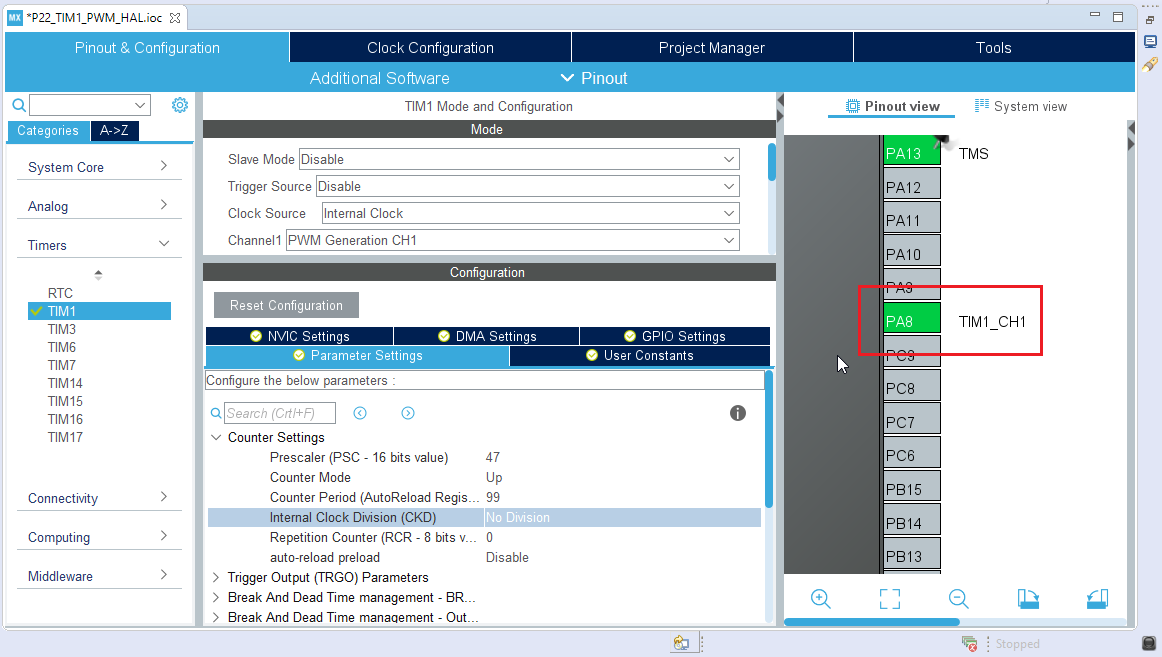 MX *P22_TIM1_PWM_HAL.ioc
Pinout & Configuration
Clock Configuration
Project Manager
Tools
Additional Software
Pinout
Categories
A->Z
System Core
Analog
Timers
RTC
TIM1
TIM3
TIM6
TIM7
TIM14
TIM15
TIM16
TIM17
Connectivity
Computing
Middleware
TIM1 Mode and Configuration
Mode
Slave Mode Disable
Trigger Source Disable
Clock Source Internal Clock
Channel1 PWM Generation CH1
Configuration
Reset Configuration
NVIC Settings
DMA Settings
GPIO Settings
Parameter Settings
User Constants
Configure the below parameters :
Search (Crtl+F)
Counter Settings
Prescaler (PSC - 16 bits value) 47
Counter Mode Up
Counter Period (AutoReload Regis... 99
Internal Clock Division (CKD) No Division
Repetition Counter (RCR - 8 bits v... 0
auto-reload preload Disable
Trigger Output (TRGO) Parameters
Break And Dead Time management - BR...
Break And Dead Time management - Out...
Pinout view
System view
PA13 TMS
PA12
PA11
PA10
PA9
PA8 TIM1_CH1
PC9
PC8
PC7
PC6
PB15
PB14
PB13
Stopped